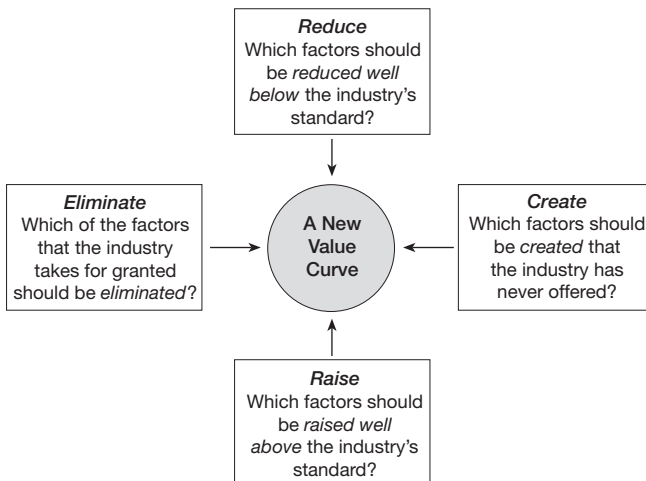 Reduce
Which factors should
be reduced well
below the industry's
standard?
Eliminate
Which of the factors
that the industry
takes for granted
should be eliminated?
A New
Value
Curve
Create
Which factors should
be created that
the industry has
never offered?
Raise
Which factors should
be raised well
above the industry's
standard?